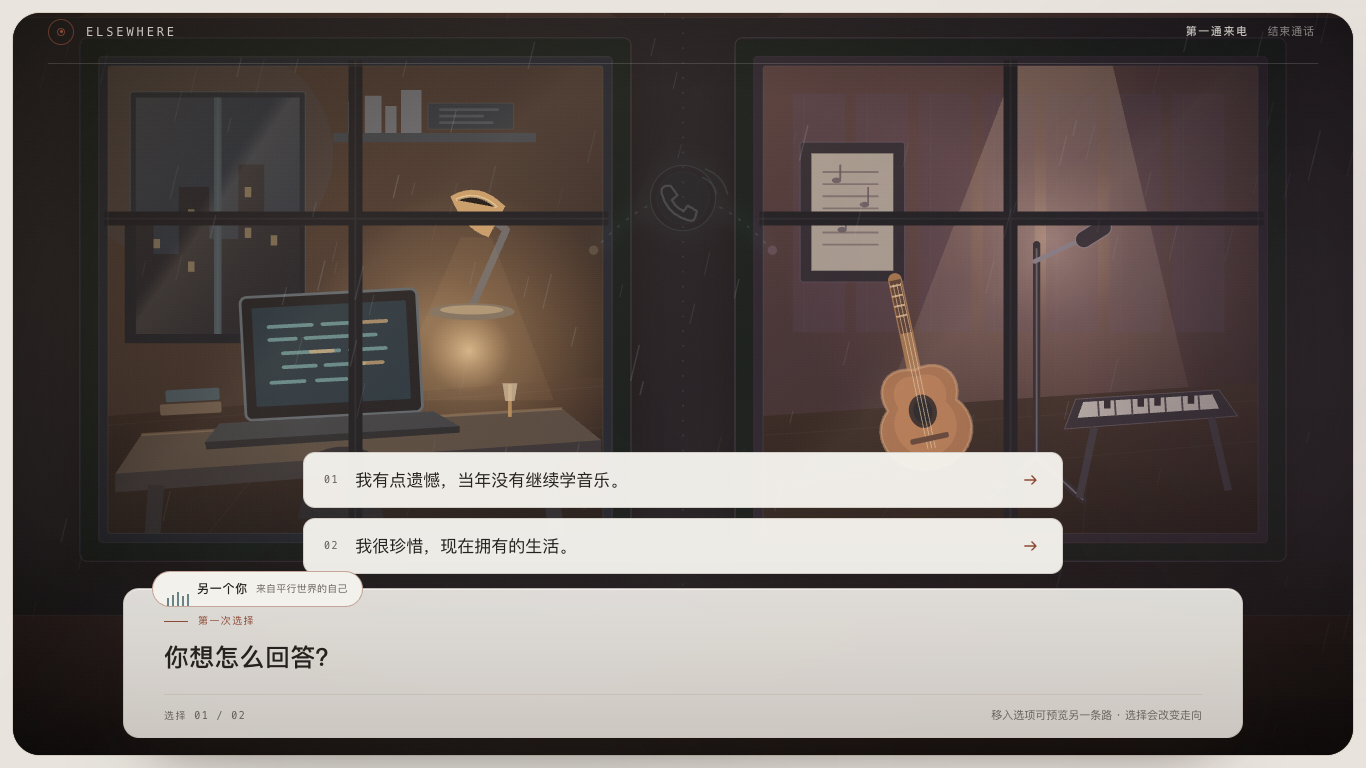 ELSEWHERE
第一通来电
结束通话
01 我有点遗憾，当年没有继续学音乐。 →
02 我很珍惜，现在拥有的生活。 →
另一个你 来自平行世界的自己
第一次选择
你想怎么回答?
选择 01 / 02
移入选项可预览另一条路 · 选择会改变走向